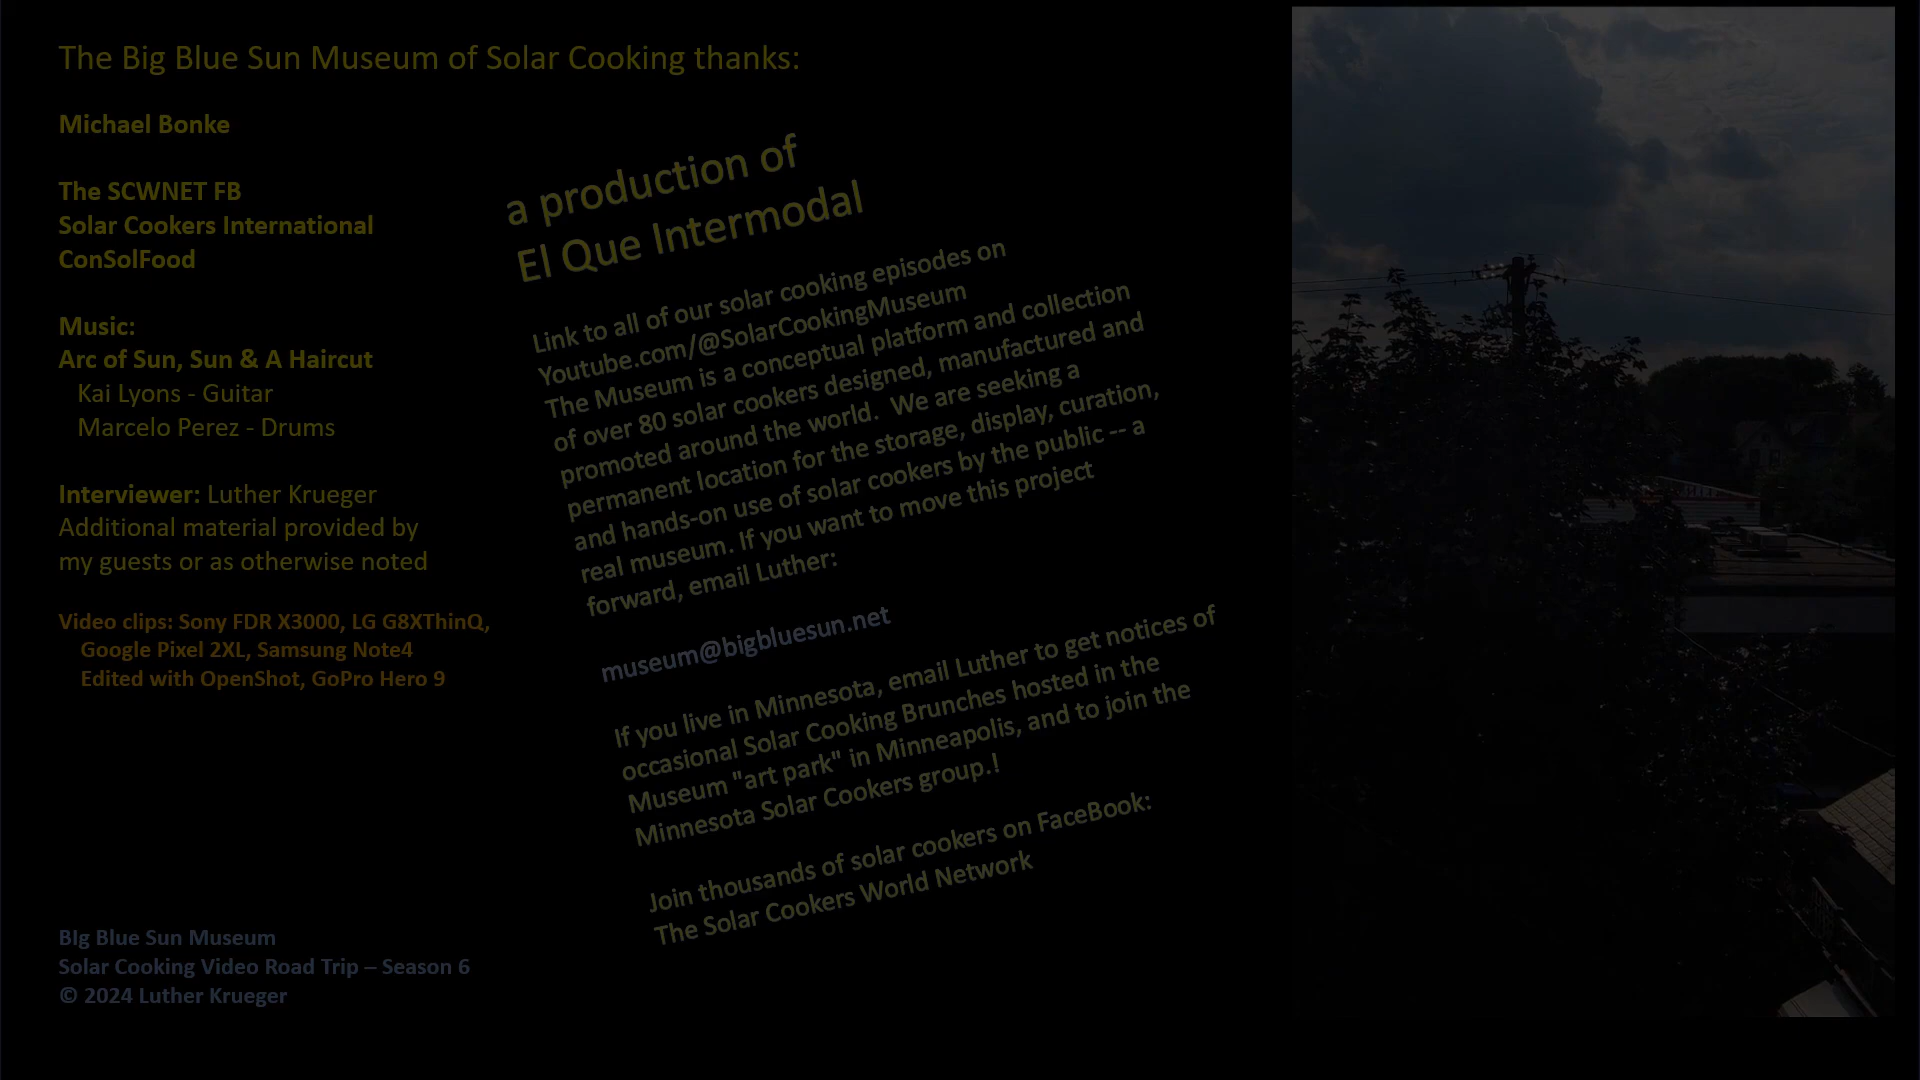 The Big Blue Sun Museum of Solar Cooking thanks:
Michael Bonke
The SCWNET FB
Solar Cookers International
ConSolFood
Music:
Arc of Sun, Sun & A Haircut
Kai Lyons - Guitar
Marcelo Perez - Drums
Interviewer: Luther Krueger
Additional material provided by
my guests or as otherwise noted
Video clips: Sony FDR X3000, LG G8XThinQ,
Google Pixel 2XL, Samsung Note4
Edited with OpenShot, GoPro Hero 9
BIg Blue Sun Museum
Solar Cooking Video Road Trip – Season 6
© 2024 Luther Krueger
a production of
El Que Intermodal
Link to all of our solar cooking episodes on
Youtube.com/@SolarCookingMuseum
The Museum is a conceptual platform and collection
of over 80 solar cookers designed, manufactured and
promoted around the world.  We are seeking a
permanent location for the storage, display, curation,
and hands-on use of solar cookers by the public -- a
real museum. If you want to move this project
forward, email Luther:
museum@bigbluesun.net
If you live in Minnesota, email Luther to get notices of
occasional Solar Cooking Brunches hosted in the
Museum "art park" in Minneapolis, and to join the
Minnesota Solar Cookers group.!
Join thousands of solar cookers on FaceBook:
The Solar Cookers World Network